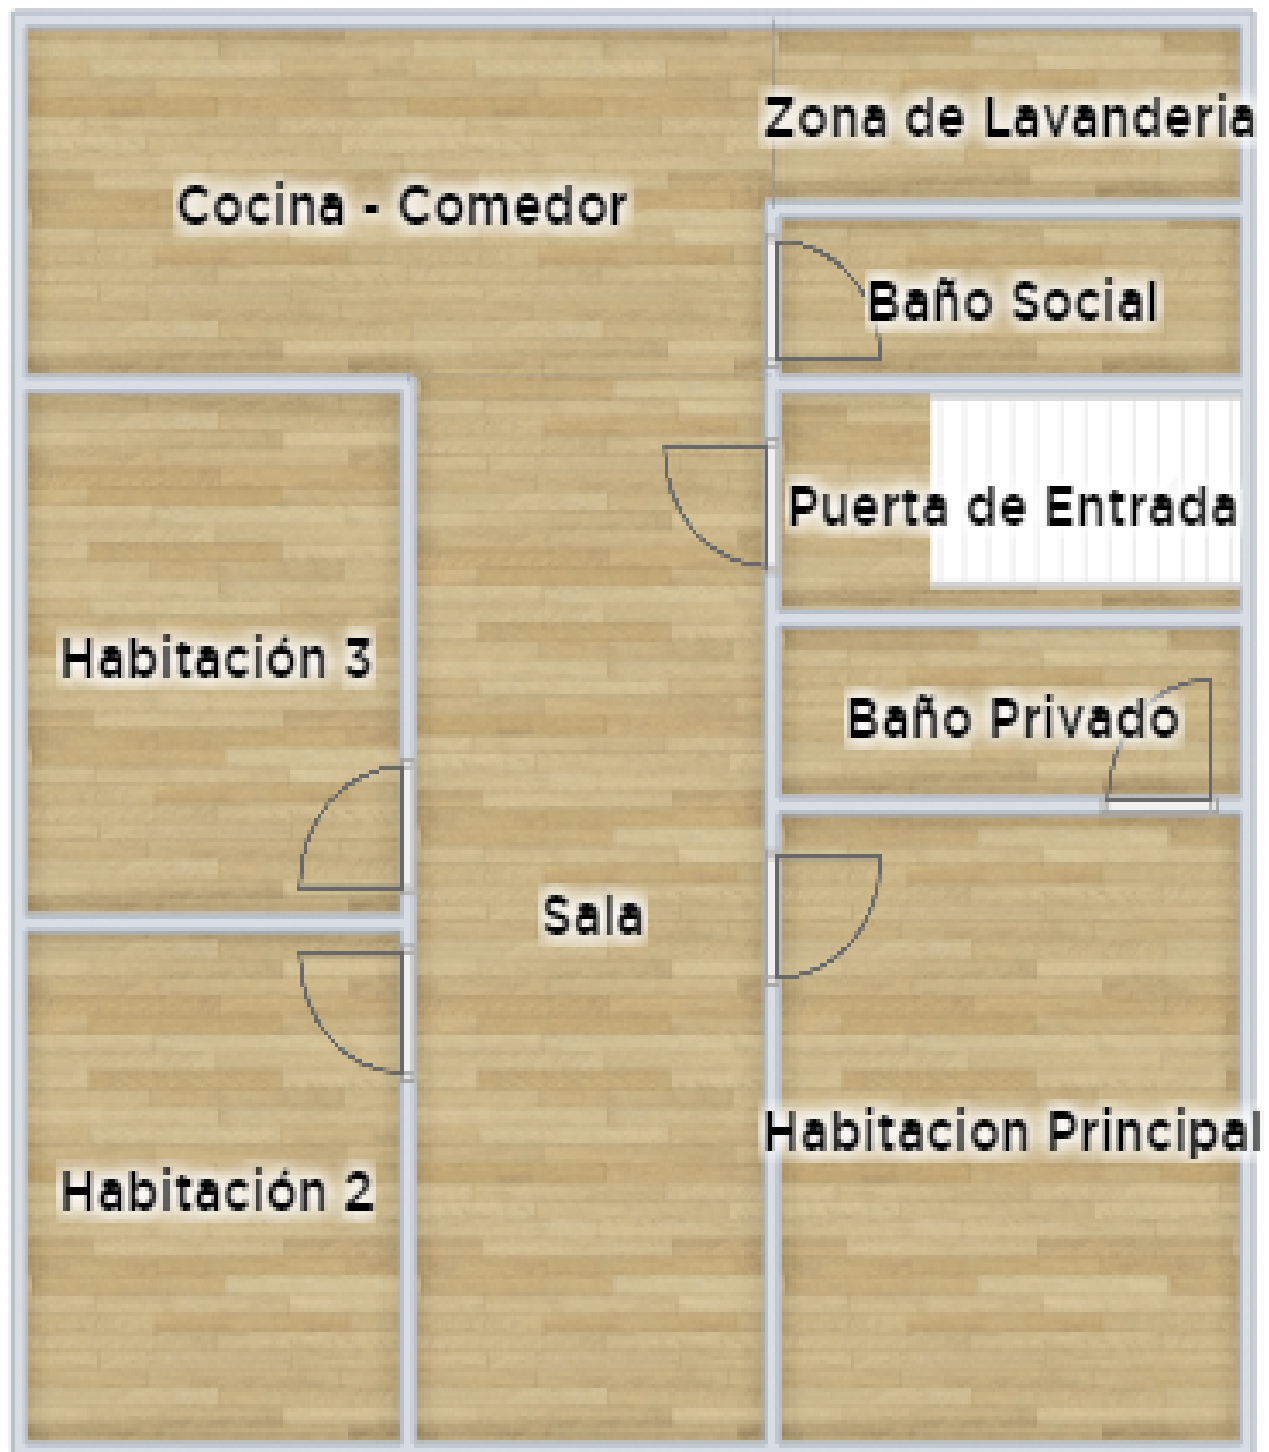 Zona de Lavanderia
Cocina - Comedor
Baño Social
Puerta de Entrada
Habitación 3
Baño Privado
Sala
Habitacion Principal
Habitación 2